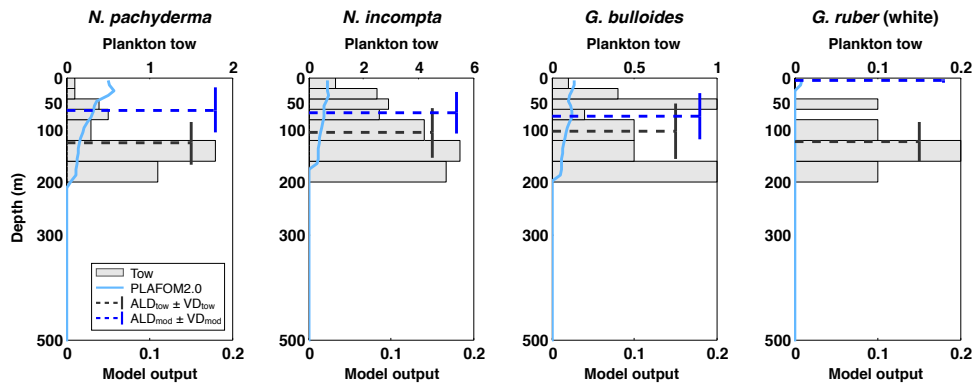 N. pachyderma
N. incompta
G. bulloides
G. ruber (white)
Plankton tow
Plankton tow
Plankton tow
Plankton tow
0 1 2
0 2 4 6
0 0.5 1
0 0.1 0.2
Depth (m)
0
50
100
200
300
500
0
50
100
200
300
500
0
50
100
200
300
500
0
50
100
200
300
500
Tow
PLAFOM2.0
ALDtow ± VDtow
ALDmod ± VDmod
0 0.1 0.2
0 0.1 0.2
0 0.1 0.2
0 0.1 0.2
Model output
Model output
Model output
Model output